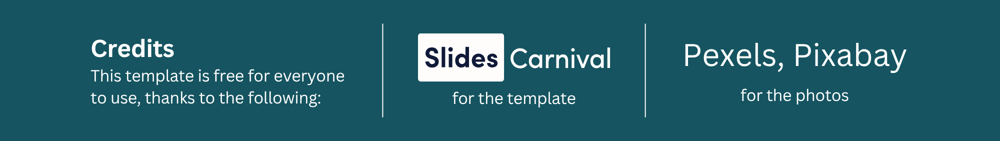 Credits
This template is free for everyone
to use, thanks to the following:
Slides Carnival
for the template
Pexels, Pixabay
for the photos